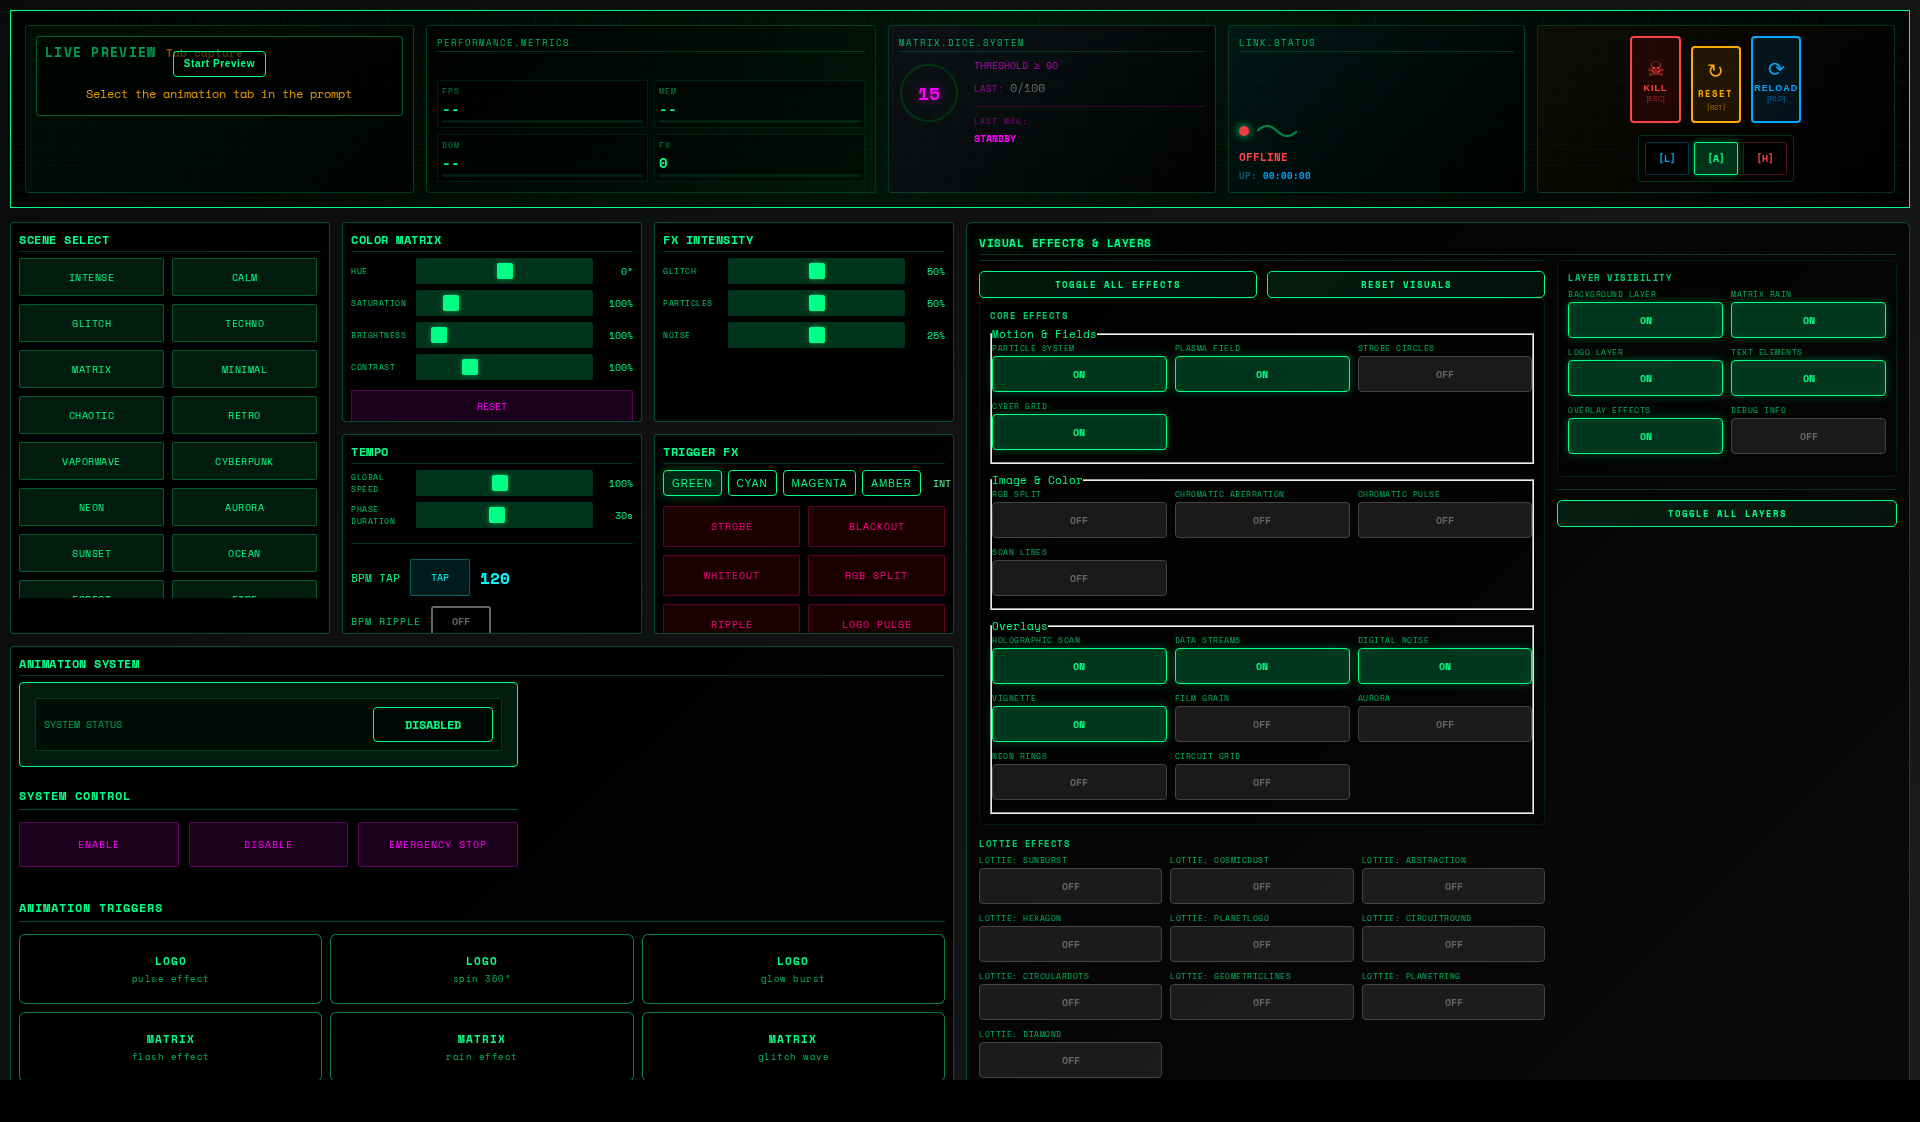 LIVE PREVIEW Tab capture
Start Preview
Select the animation tab in the prompt
PERFORMANCE.METRICS
FPS
--
MEM
--
DOM
--
FX
0
MATRIX.DICE.SYSTEM
15
THRESHOLD ≥ 90
LAST: 0/100
LAST MSG:
STANDBY
LINK.STATUS
OFFLINE
UP: 00:00:00
KILL
[ESC]
RESET
[RST]
RELOAD
[RLD]
[L] [A] [H]
SCENE SELECT
INTENSE CALM
GLITCH TECHNO
MATRIX MINIMAL
CHAOTIC RETRO
VAPORWAVE CYBERPUNK
NEON AURORA
SUNSET OCEAN
FOREST FIRE
COLOR MATRIX
HUE 0°
SATURATION 100%
BRIGHTNESS 100%
CONTRAST 100%
RESET
FX INTENSITY
GLITCH 50%
PARTICLES 50%
NOISE 25%
TEMPO
GLOBAL SPEED 100%
PHASE DURATION 30s
BPM TAP TAP 120
BPM RIPPLE OFF
TRIGGER FX
GREEN CYAN MAGENTA AMBER INT
STROBE BLACKOUT
WHITEOUT RGB SPLIT
RIPPLE LOGO PULSE
ANIMATION SYSTEM
SYSTEM STATUS DISABLED
SYSTEM CONTROL
ENABLE DISABLE EMERGENCY STOP
ANIMATION TRIGGERS
LOGO LOGO LOGO
pulse effect spin 360° glow burst
MATRIX MATRIX MATRIX
flash effect rain effect glitch wave
VISUAL EFFECTS & LAYERS
TOGGLE ALL EFFECTS RESET VISUALS
CORE EFFECTS
Motion & Fields
PARTICLE SYSTEM PLASMA FIELD STROBE CIRCLES
ON ON OFF
CYBER GRID
ON
Image & Color
RGB SPLIT CHROMATIC ABERRATION CHROMATIC PULSE
OFF OFF OFF
SCAN LINES
OFF
Overlays
HOLOGRAPHIC SCAN DATA STREAMS DIGITAL NOISE
ON ON ON
VIGNETTE FILM GRAIN AURORA
ON OFF OFF
NEON RINGS CIRCUIT GRID
OFF OFF
LOTTIE EFFECTS
LOTTIE: SUNBURST LOTTIE: COSMICDUST LOTTIE: ABSTRACTION
OFF OFF OFF
LOTTIE: HEXAGON LOTTIE: PLANETLOGO LOTTIE: CIRCUITROUND
OFF OFF OFF
LOTTIE: CIRCULARDOTS LOTTIE: GEOMETRICLINES LOTTIE: PLANETRING
OFF OFF OFF
LOTTIE: DIAMOND
OFF
LAYER VISIBILITY
BACKGROUND LAYER MATRIX RAIN
ON ON
LOGO LAYER TEXT ELEMENTS
ON ON
OVERLAY EFFECTS DEBUG INFO
ON OFF
TOGGLE ALL LAYERS